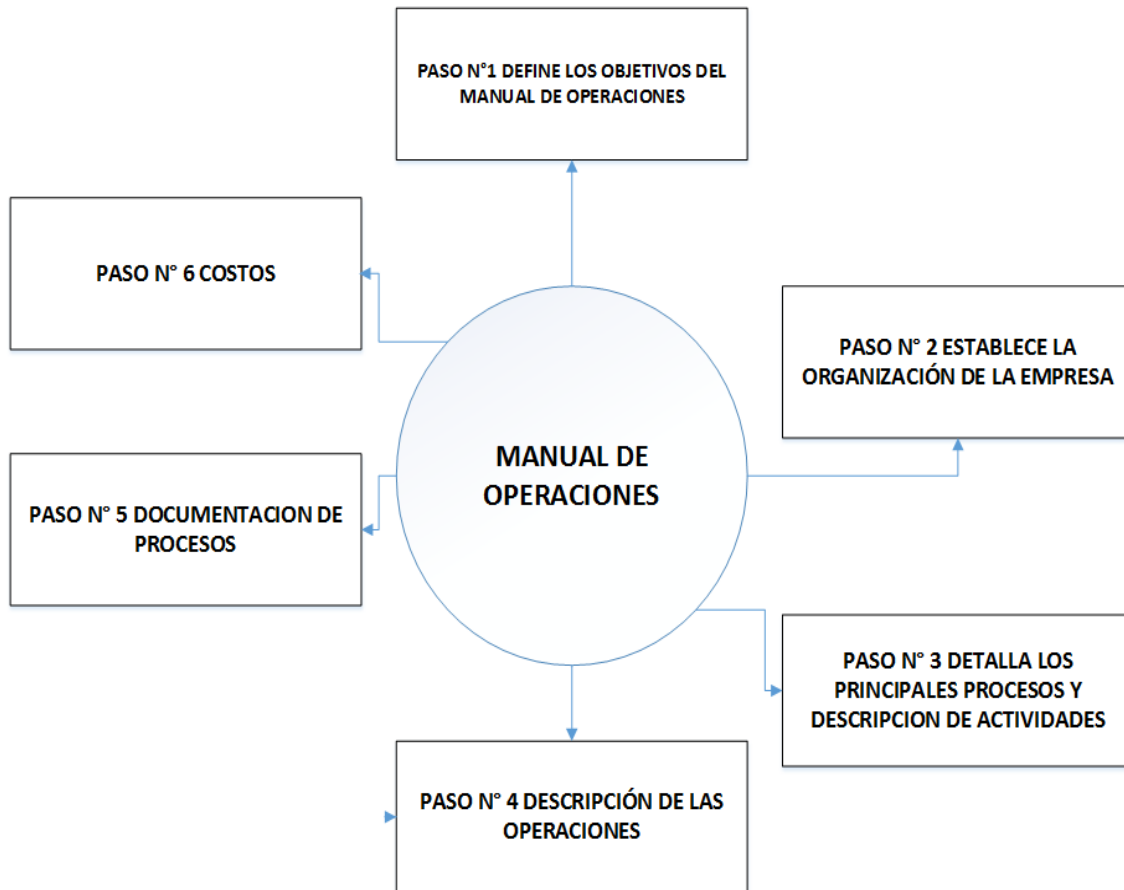 PASO N°1 DEFINE LOS OBJETIVOS DEL
MANUAL DE OPERACIONES
PASO N° 6 COSTOS
PASO N° 2 ESTABLECE LA
ORGANIZACIÓN DE LA EMPRESA
MANUAL DE
OPERACIONES
PASO N° 5 DOCUMENTACION DE
PROCESOS
PASO N° 3 DETALLA LOS
PRINCIPALES PROCESOS Y
DESCRIPCION DE ACTIVIDADES
PASO N° 4 DESCRIPCIÓN DE LAS
OPERACIONES